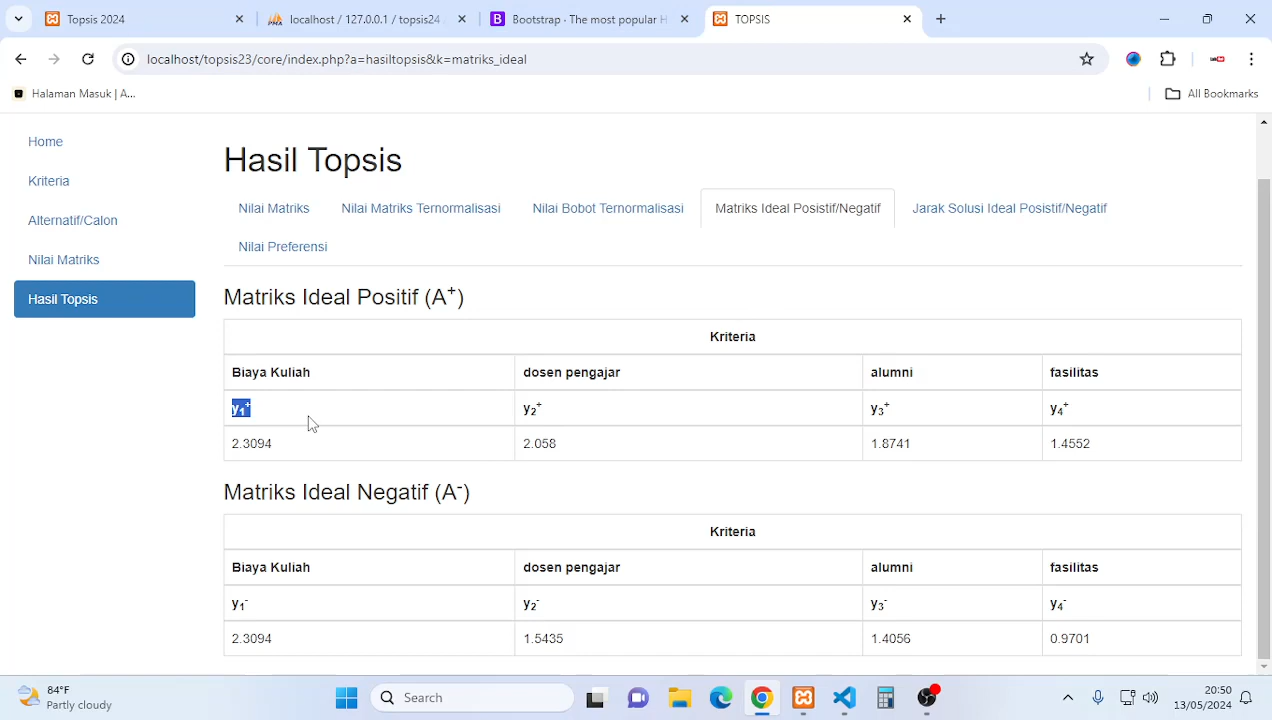 Topsis 2024
localhost / 127.0.0.1 / topsis24
Bootstrap · The most popular H
TOPSIS
localhost/topsis23/core/index.php?a=hasiltopsis&k=matriks_ideal
Halaman Masuk | A...
All Bookmarks
Home
Kriteria
Alternatif/Calon
Nilai Matriks
Hasil Topsis
Hasil Topsis
Nilai Matriks Nilai Matriks Ternormalisasi Nilai Bobot Ternormalisasi Matriks Ideal Posistif/Negatif Jarak Solusi Ideal Posistif/Negatif
Nilai Preferensi
Matriks Ideal Positif (A⁺)
Kriteria
Biaya Kuliah dosen pengajar alumni fasilitas
y₁⁺ y₂⁺ y₃⁺ y₄⁺
2.3094 2.058 1.8741 1.4552
Matriks Ideal Negatif (A⁻)
Kriteria
Biaya Kuliah dosen pengajar alumni fasilitas
y₁⁻ y₂⁻ y₃⁻ y₄⁻
2.3094 1.5435 1.4056 0.9701
84°F
Partly cloudy
Search
20:50
13/05/2024